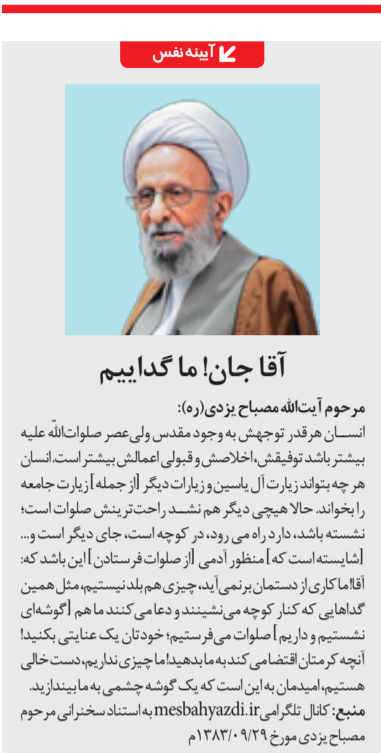 آیینه نفس
آقا جان! ما گداییم
مرحوم آیت‌الله مصباح یزدی(ره):
انســان هرقدر توجهش به وجود مقدس ولی‌عصر صلوات‌الله علیه
بیشتر باشد توفیقش، اخلاصش و قبولی اعمالش بیشتر است. انسان
هر چه بتواند زیارت آل یاسین و زیارات دیگر [از جمله] زیارت جامعه
را بخواند. حالا هیچی دیگر هم نشــد راحت‌ترینش صلوات است؛
نشسته باشد، دارد راه می رود، در کوچه است، جای دیگر است و...
[شایسته است که] منظور آدمی [از صلوات فرستادن] این باشد که:
آقا! ما کاری از دستمان برنمی‌آید، چیزی هم بلد نیستیم، مثل همین
گداهایی که کنار کوچه می‌نشینند و دعا می‌کنند ما هم [گوشه‌ای
نشستیم و داریم] صلوات می‌فرستیم؛ خودتان یک عنایتی بکنید!
آنچه کرمتان اقتضا می‌کند به ما بدهید! ما چیزی نداریم، دست خالی
هستیم، امیدمان به این است که یک گوشه چشمی به ما بیندازید.
منبع: کانال تلگرامی mesbahyazdi.ir به استناد سخنرانی مرحوم
مصباح یزدی مورخ ۱۳۸۳/۰۹/۲۹م